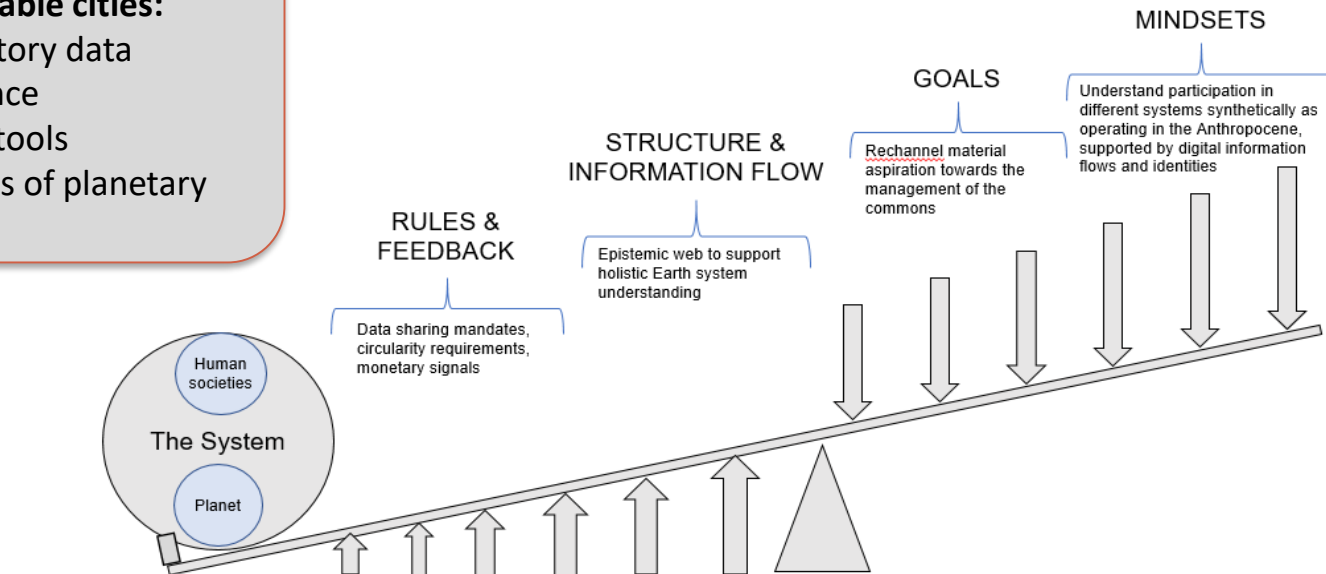 able cities:
tory data
nce
tools
s of planetary
MINDSETS
Understand participation in
different systems synthetically as
operating in the Anthropocene,
supported by digital information
flows and identities
GOALS
Rechannel material
aspiration towards the
management of the
commons
STRUCTURE &
INFORMATION FLOW
Epistemic web to support
holistic Earth system
understanding
RULES &
FEEDBACK
Data sharing mandates,
circularity requirements,
monetary signals
Human
societies
The System
Planet